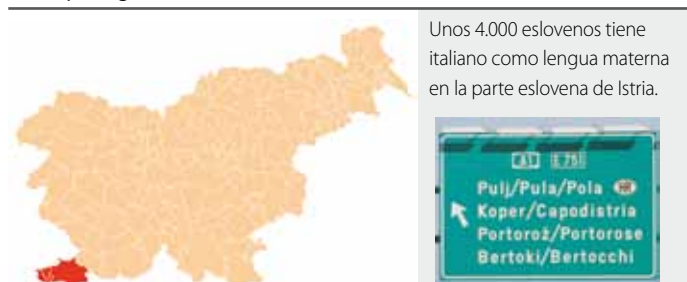 Unos 4.000 eslovenos tiene
italiano como lengua materna
en la parte eslovena de Istria.
A1 E 751
Pulj/Pula/Pola HR
Koper/Capodistria
Portorož/Portorose
Bertoki/Bertocchi